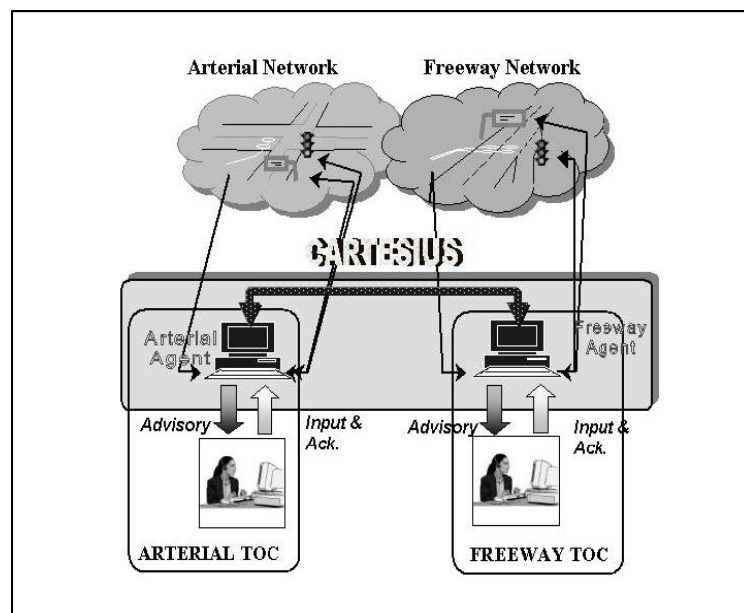 Arterial Network
Freeway Network
CARTESIUS
Arterial
Agent
Freeway
Agent
Advisory
Input &
Ack.
Advisory
Input &
Ack.
ARTERIAL TOC
FREEWAY TOC